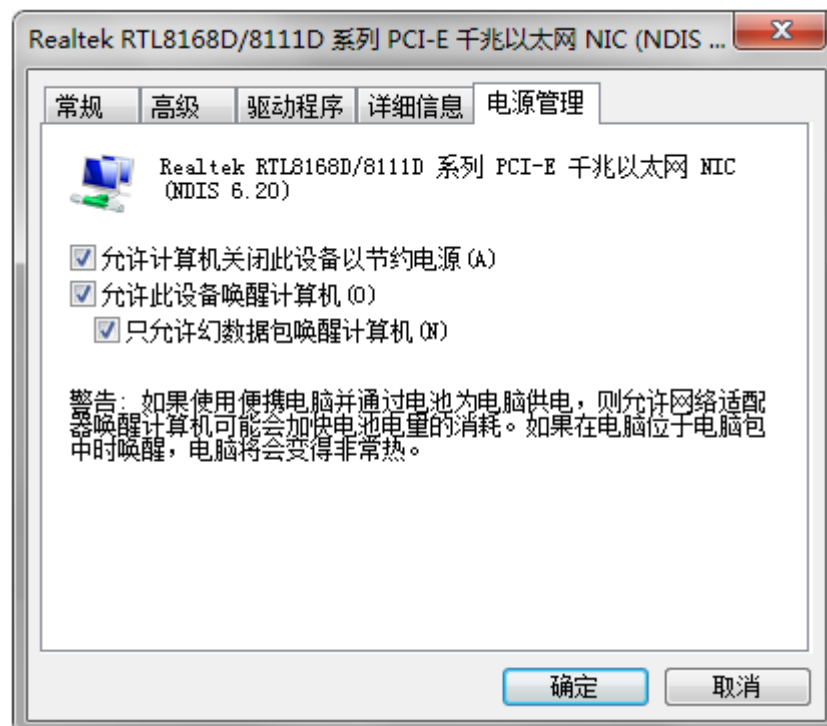 Realtek RTL8168D/8111D 系列 PCI-E 千兆以太网 NIC (NDIS ...
常规 高级 驱动程序 详细信息 电源管理
Realtek RTL8168D/8111D 系列 PCI-E 千兆以太网 NIC
(NDIS 6.20)
允许计算机关闭此设备以节约电源(A)
允许此设备唤醒计算机(O)
只允许幻数据包唤醒计算机(N)
警告: 如果使用便携电脑并通过电池为电脑供电，则允许网络适配
器唤醒计算机可能会加快电池电量的消耗。如果在电脑位于电脑包
中时唤醒，电脑将会变得非常热。
确定 取消